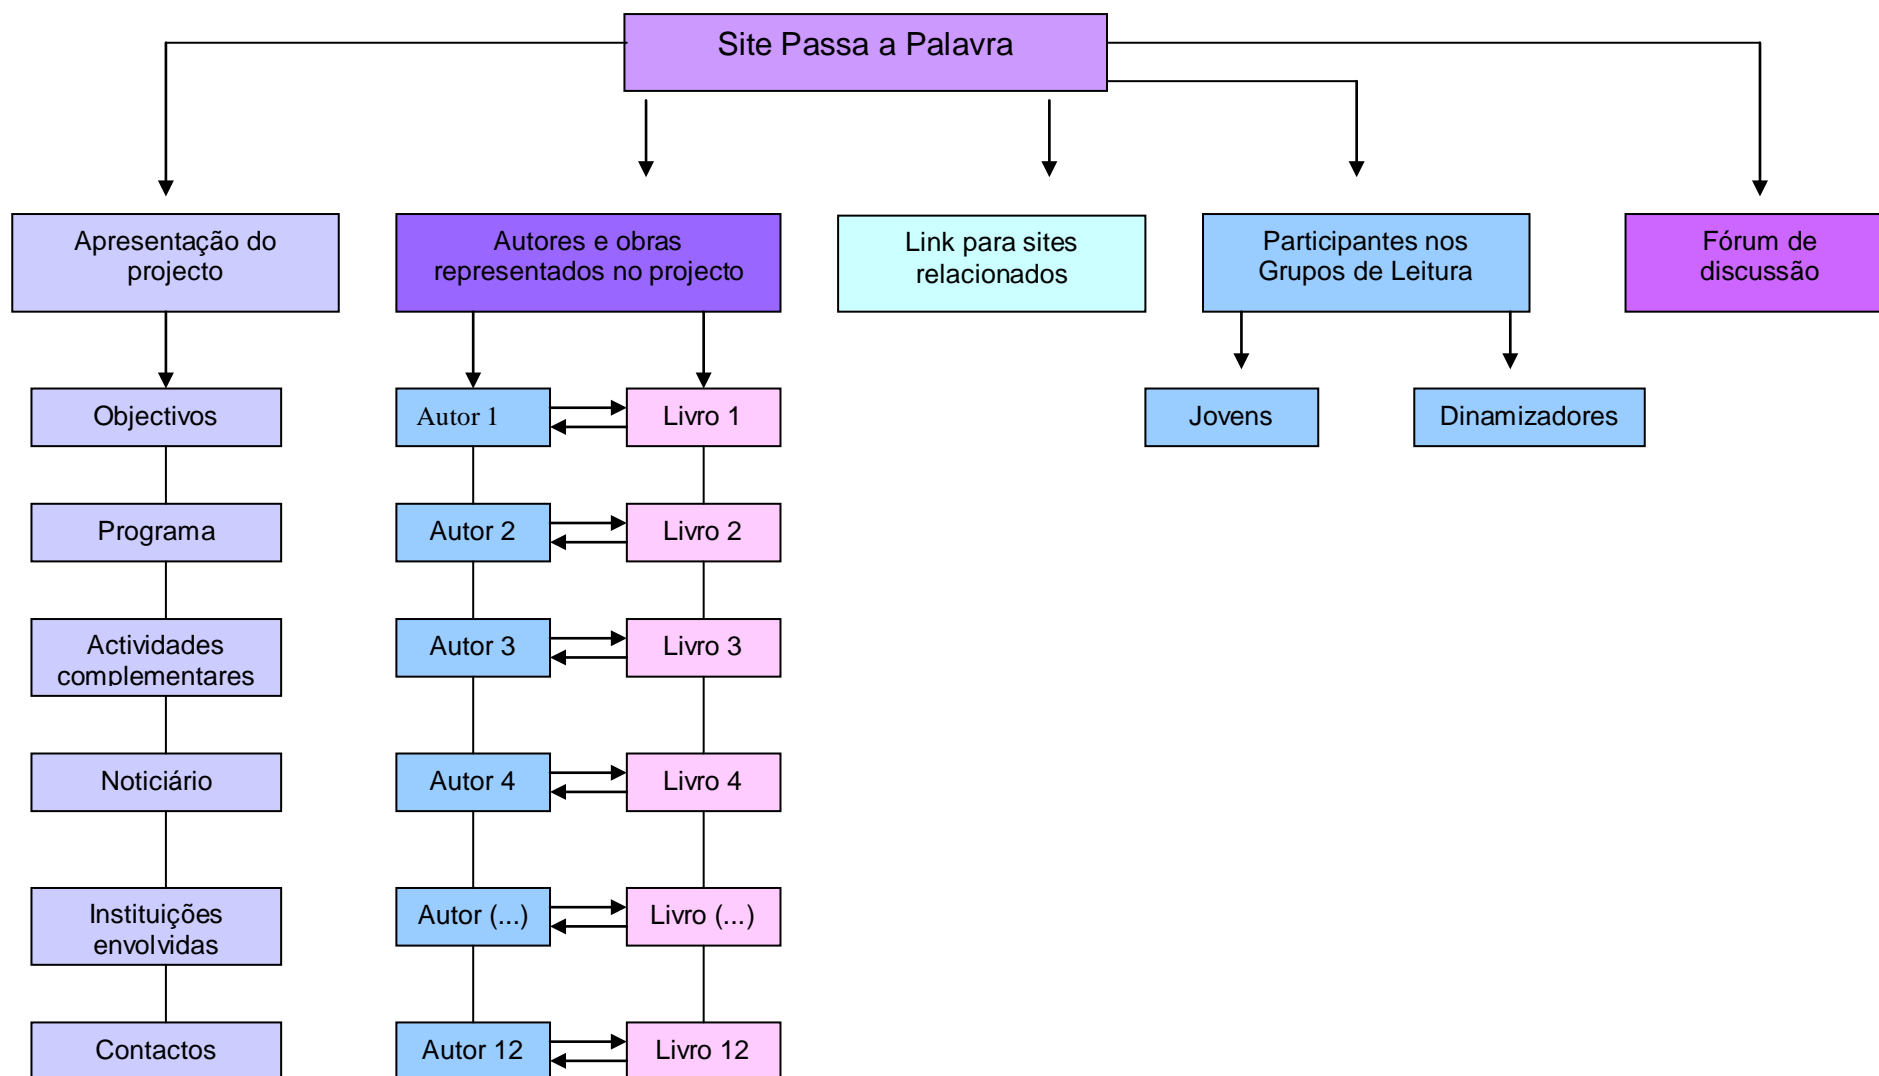 Site Passa a Palavra
Apresentação do
projecto
Autores e obras
representados no projecto
Link para sites
relacionados
Participantes nos
Grupos de Leitura
Fórum de
discussão
Objectivos
Autor 1
Livro 1
Jovens
Dinamizadores
Programa
Autor 2
Livro 2
Actividades
complementares
Autor 3
Livro 3
Noticiário
Autor 4
Livro 4
Instituições
envolvidas
Autor (...)
Livro (...)
Contactos
Autor 12
Livro 12